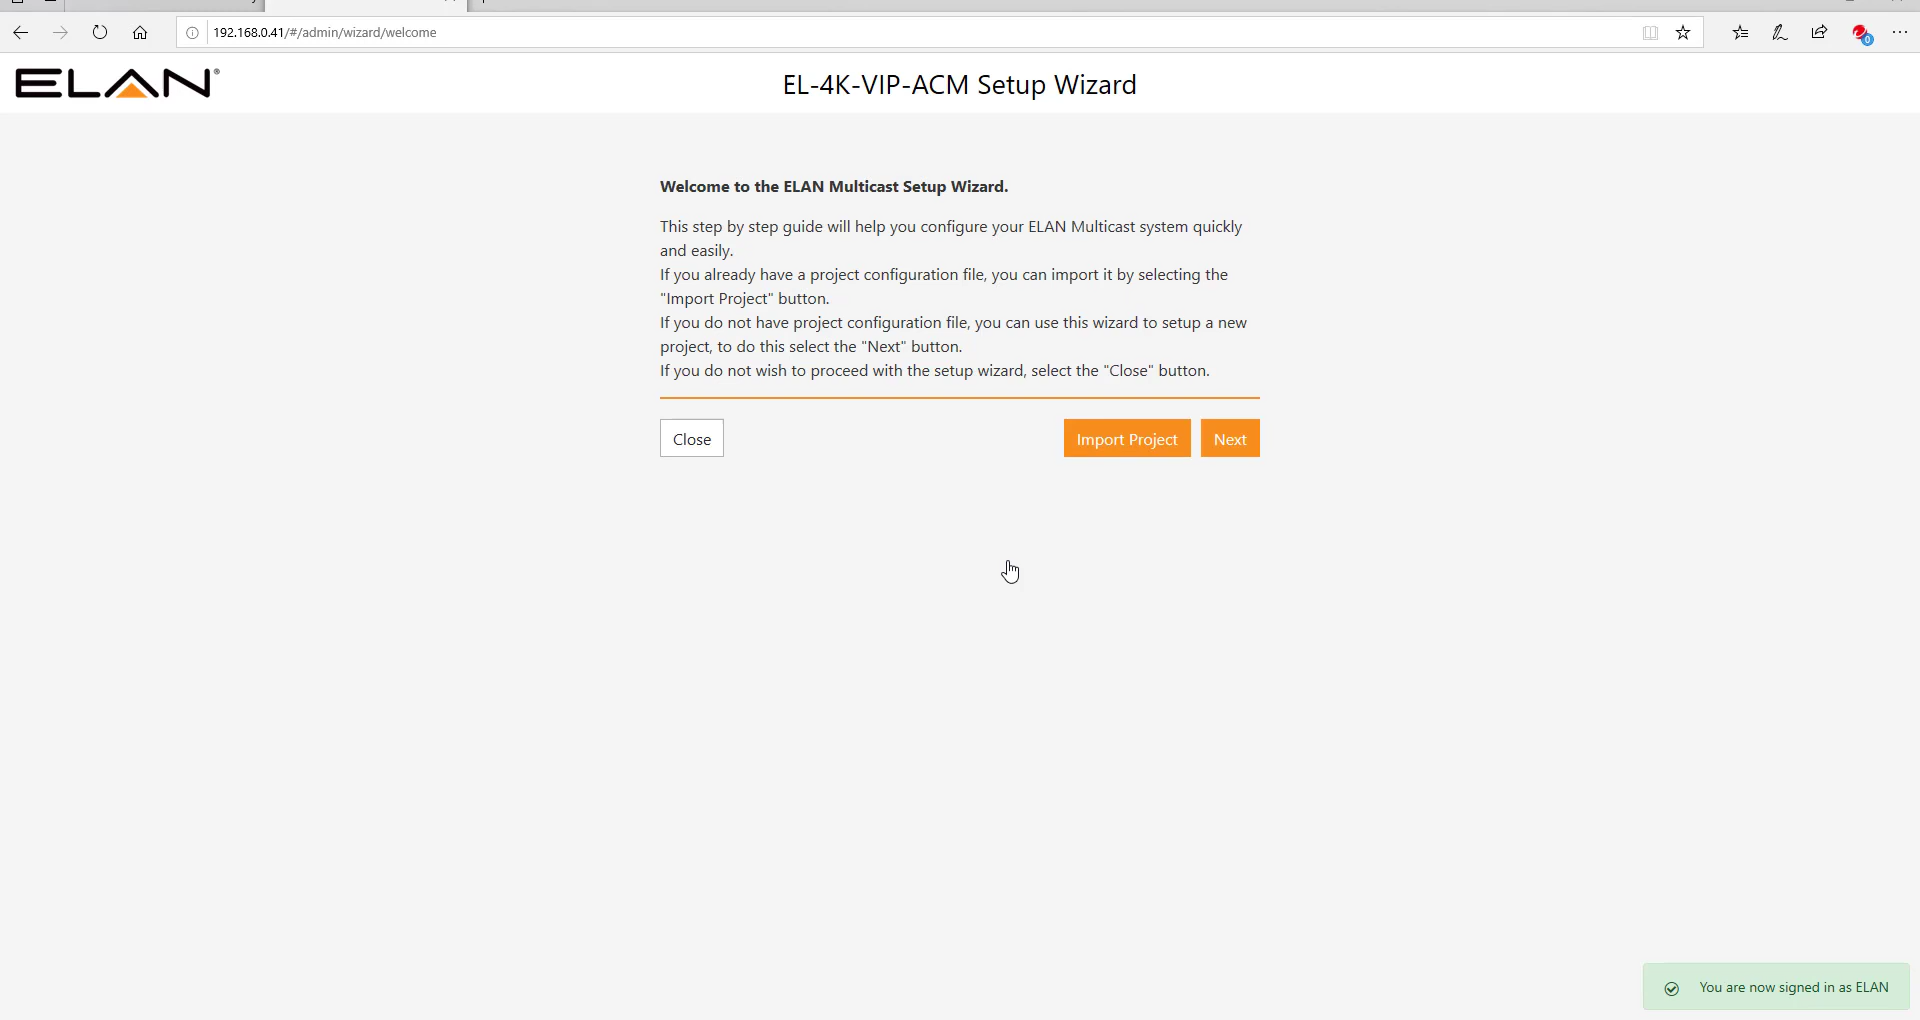 192.168.0.41/#/admin/wizard/welcome
0
ELAN®
EL-4K-VIP-ACM Setup Wizard
Welcome to the ELAN Multicast Setup Wizard.
This step by step guide will help you configure your ELAN Multicast system quickly
and easily.
If you already have a project configuration file, you can import it by selecting the
"Import Project" button.
If you do not have project configuration file, you can use this wizard to setup a new
project, to do this select the "Next" button.
If you do not wish to proceed with the setup wizard, select the "Close" button.
Close
Import Project
Next
You are now signed in as ELAN